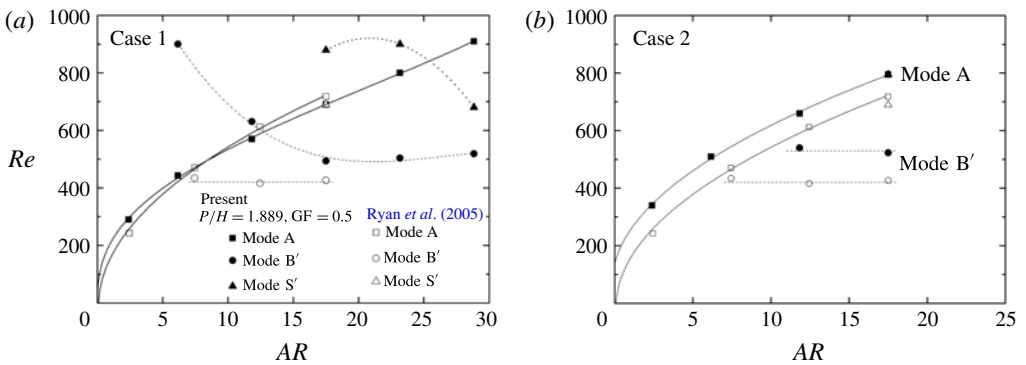 (a)
1000
800
600
400
200
Re
Case 1
Present
P/H = 1.889, GF = 0.5
Mode A
Mode B′
Mode S′
Ryan et al. (2005)
Mode A
Mode B′
Mode S′
0 5 10 15 20 25 30
AR
(b)
1000
800
600
400
200
Case 2
Mode A
Mode B′
0 5 10 15 20 25
AR